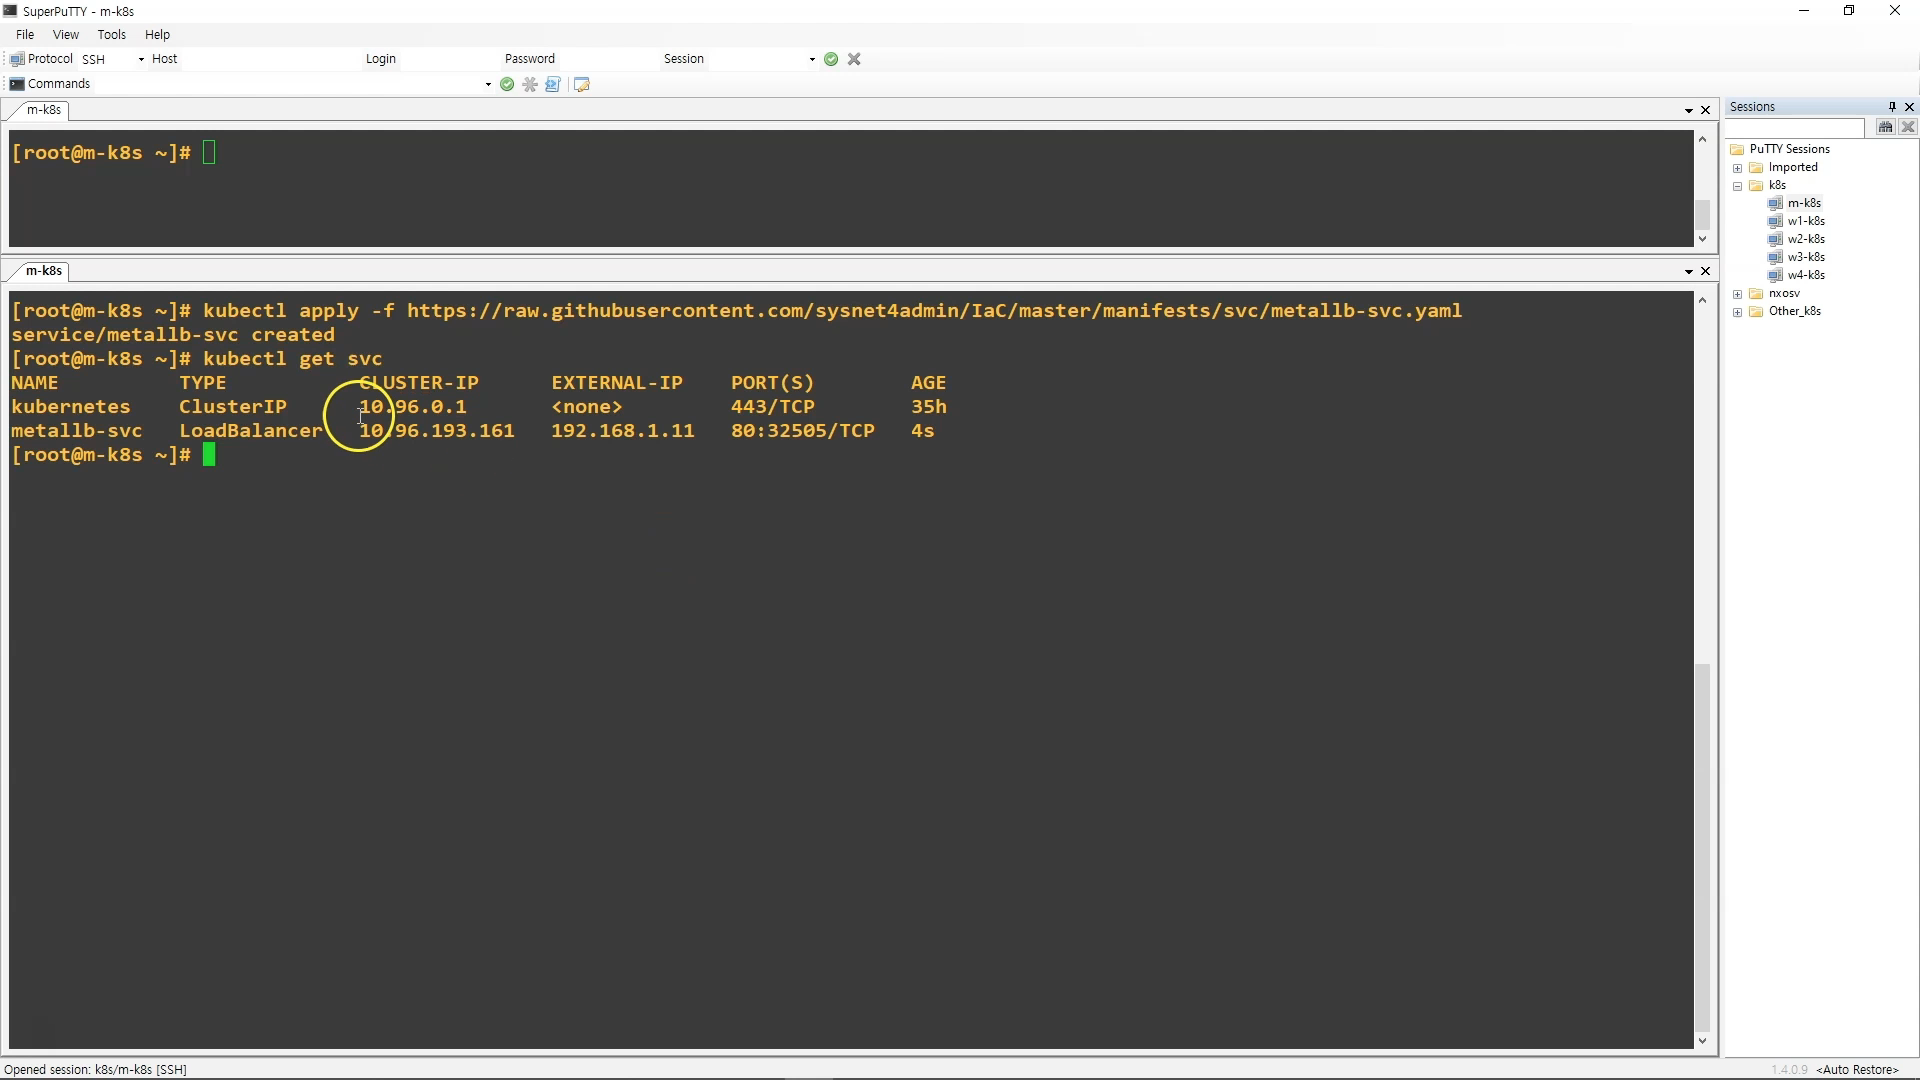 SuperPuTTY - m-k8s
File View Tools Help
Protocol SSH Host Login Password Session
Commands
m-k8s
[root@m-k8s ~]#
m-k8s
[root@m-k8s ~]# kubectl apply -f https://raw.githubusercontent.com/sysnet4admin/IaC/master/manifests/svc/metallb-svc.yaml
service/metallb-svc created
[root@m-k8s ~]# kubectl get svc
NAME TYPE CLUSTER-IP EXTERNAL-IP PORT(S) AGE
kubernetes ClusterIP 10.96.0.1 <none> 443/TCP 35h
metallb-svc LoadBalancer 10.96.193.161 192.168.1.11 80:32505/TCP 4s
[root@m-k8s ~]#
Sessions
PuTTY Sessions
Imported
k8s
m-k8s
w1-k8s
w2-k8s
w3-k8s
w4-k8s
nxosv
Other_k8s
Opened session: k8s/m-k8s [SSH]
1.4.0.9 <Auto Restore>